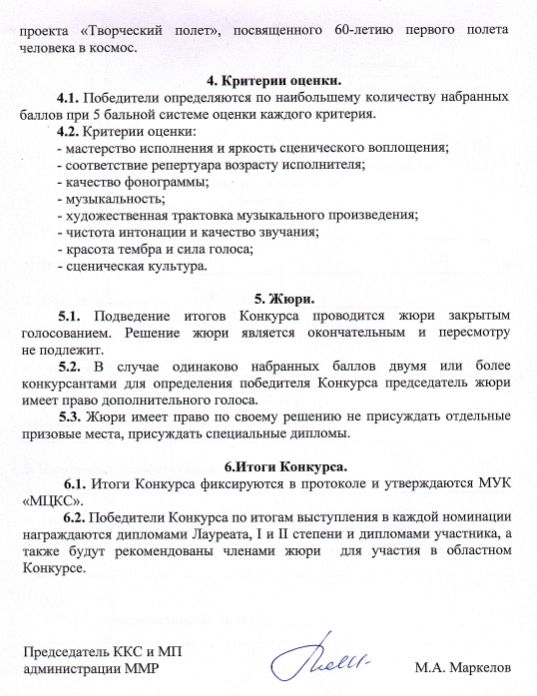 проекта «Творческий полет», посвященного 60-летию первого полета
человека в космос.
4. Критерии оценки.
4.1. Победители определяются по наибольшему количеству набранных
баллов при 5 бальной системе оценки каждого критерия.
4.2. Критерии оценки:
- мастерство исполнения и яркость сценического воплощения;
- соответствие репертуара возрасту исполнителя;
- качество фонограммы;
- музыкальность;
- художественная трактовка музыкального произведения;
- чистота интонации и качество звучания;
- красота тембра и сила голоса;
- сценическая культура.
5. Жюри.
5.1. Подведение итогов Конкурса проводится жюри закрытым
голосованием. Решение жюри является окончательным и пересмотру
не подлежит.
5.2. В случае одинаково набранных баллов двумя или более
конкурсантами для определения победителя Конкурса председатель жюри
имеет право дополнительного голоса.
5.3. Жюри имеет право по своему решению не присуждать отдельные
призовые места, присуждать специальные дипломы.
6.Итоги Конкурса.
6.1. Итоги Конкурса фиксируются в протоколе и утверждаются МУК
«МЦКС».
6.2. Победители Конкурса по итогам выступления в каждой номинации
награждаются дипломами Лауреата, I и II степени и дипломами участника, а
также будут рекомендованы членами жюри для участия в областном
Конкурсе.
Председатель ККС и МП
администрации ММР М.А. Маркелов